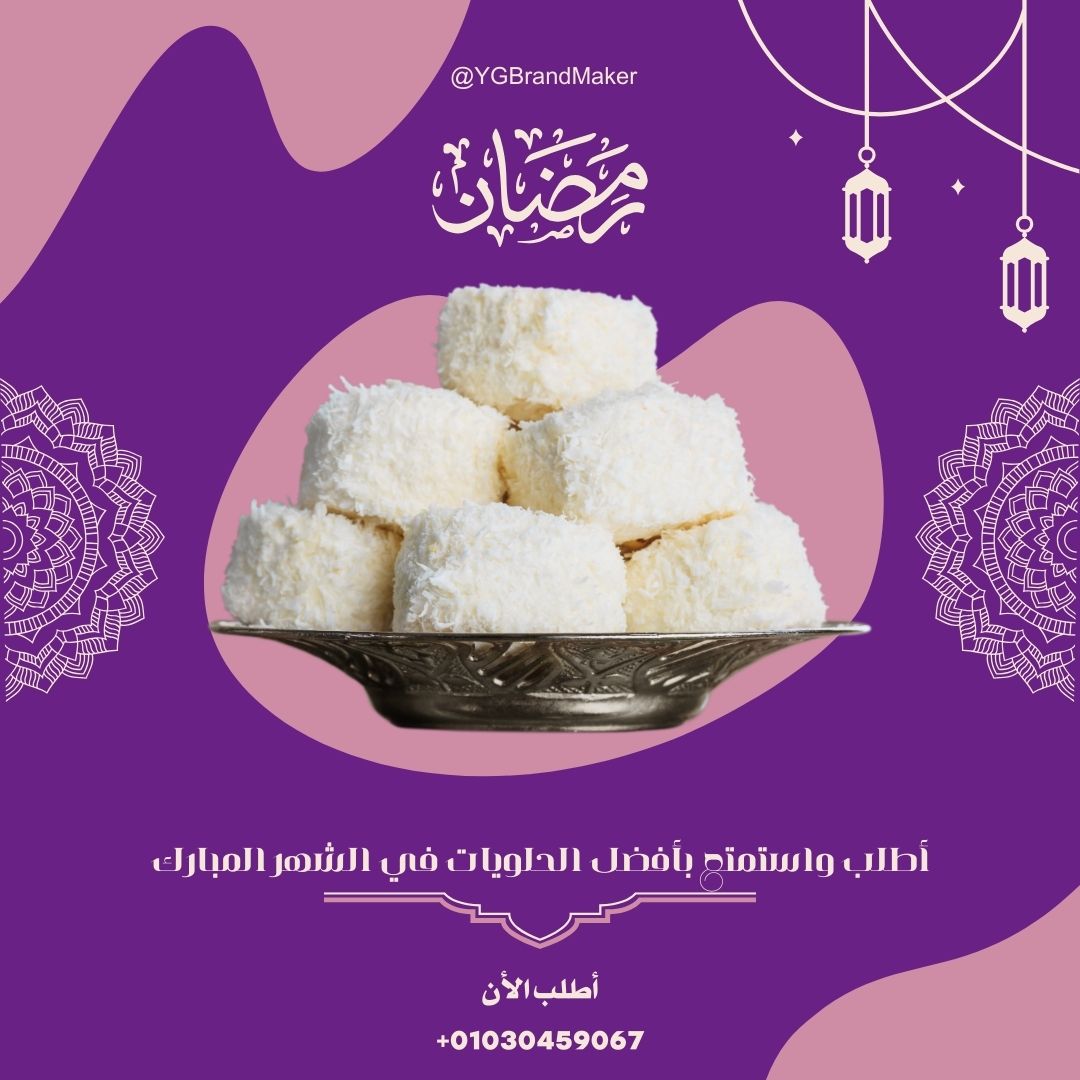 @YGBrandMaker
رمضان
أطلب واستمتع بأفضل الحلويات في الشهر المبارك
أطلب الأن
+01030459067